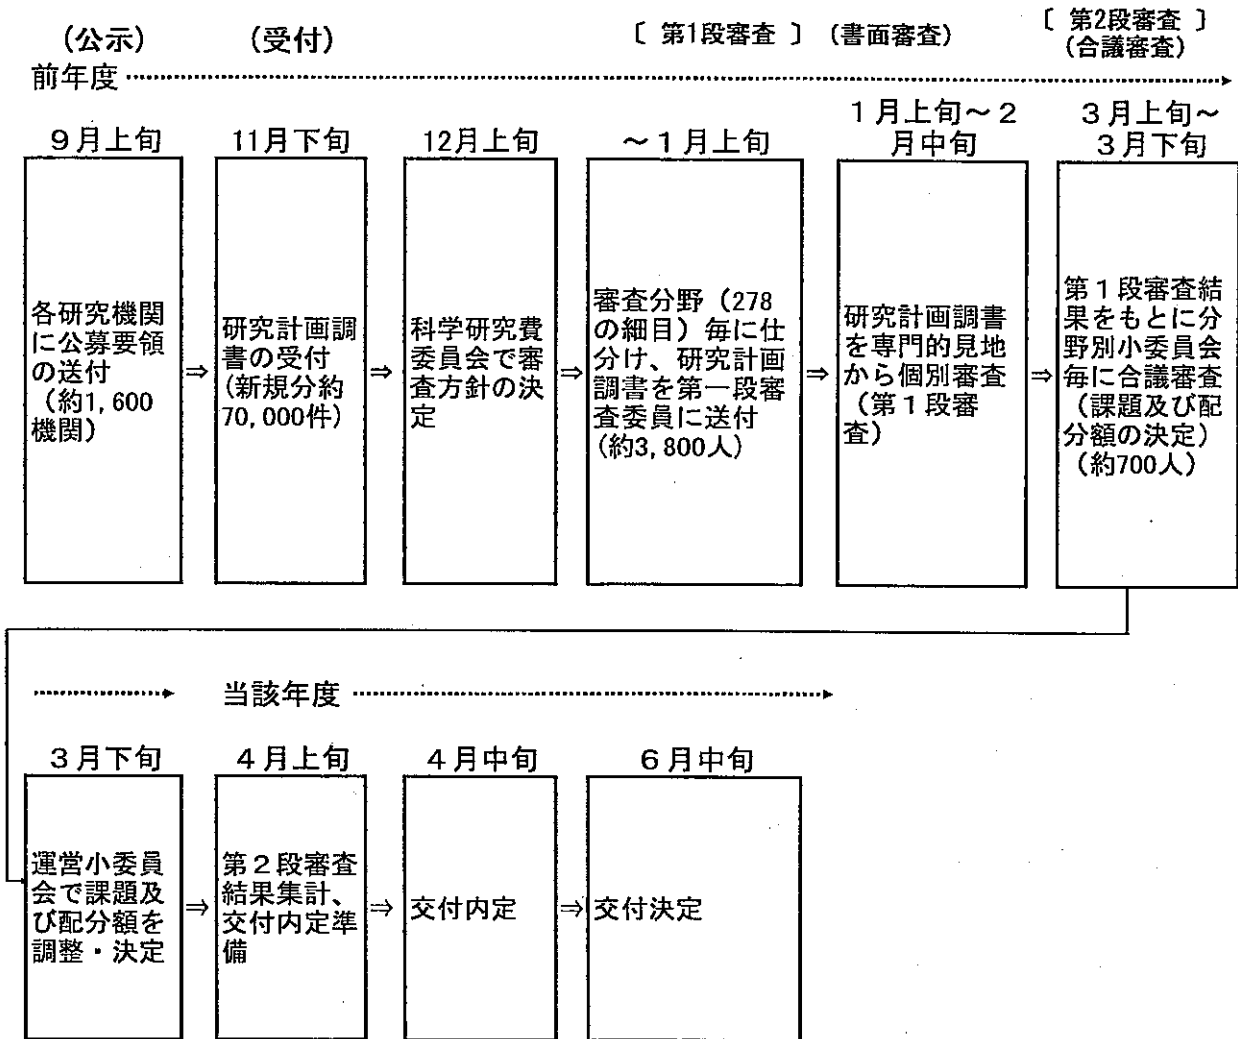 (公示)
(受付)
〔 第1段審査 〕 (書面審査)
〔 第2段審査 〕
(合議審査)
前年度
9月上旬
各研究機関
に公募要領
の送付
(約1,600
機関)
⇒
11月下旬
研究計画調
書の受付
(新規分約
70,000件)
⇒
12月上旬
科学研究費
委員会で審
査方針の決
定
⇒
~1月上旬
審査分野(278
の細目)毎に仕
分け、研究計画
調書を第一段審
査委員に送付
(約3,800人)
⇒
1月上旬~2
月中旬
研究計画調書
を専門的見地
から個別審査
(第1段審
査)
⇒
3月上旬~
3月下旬
第1段審査結
果をもとに分
野別小委員会
毎に合議審査
(課題及び配
分額の決定)
(約700人)
当該年度
3月下旬
運営小委員
会で課題及
び配分額を
調整・決定
⇒
4月上旬
第2段審査
結果集計、
交付内定準
備
⇒
4月中旬
交付内定
⇒
6月中旬
交付決定